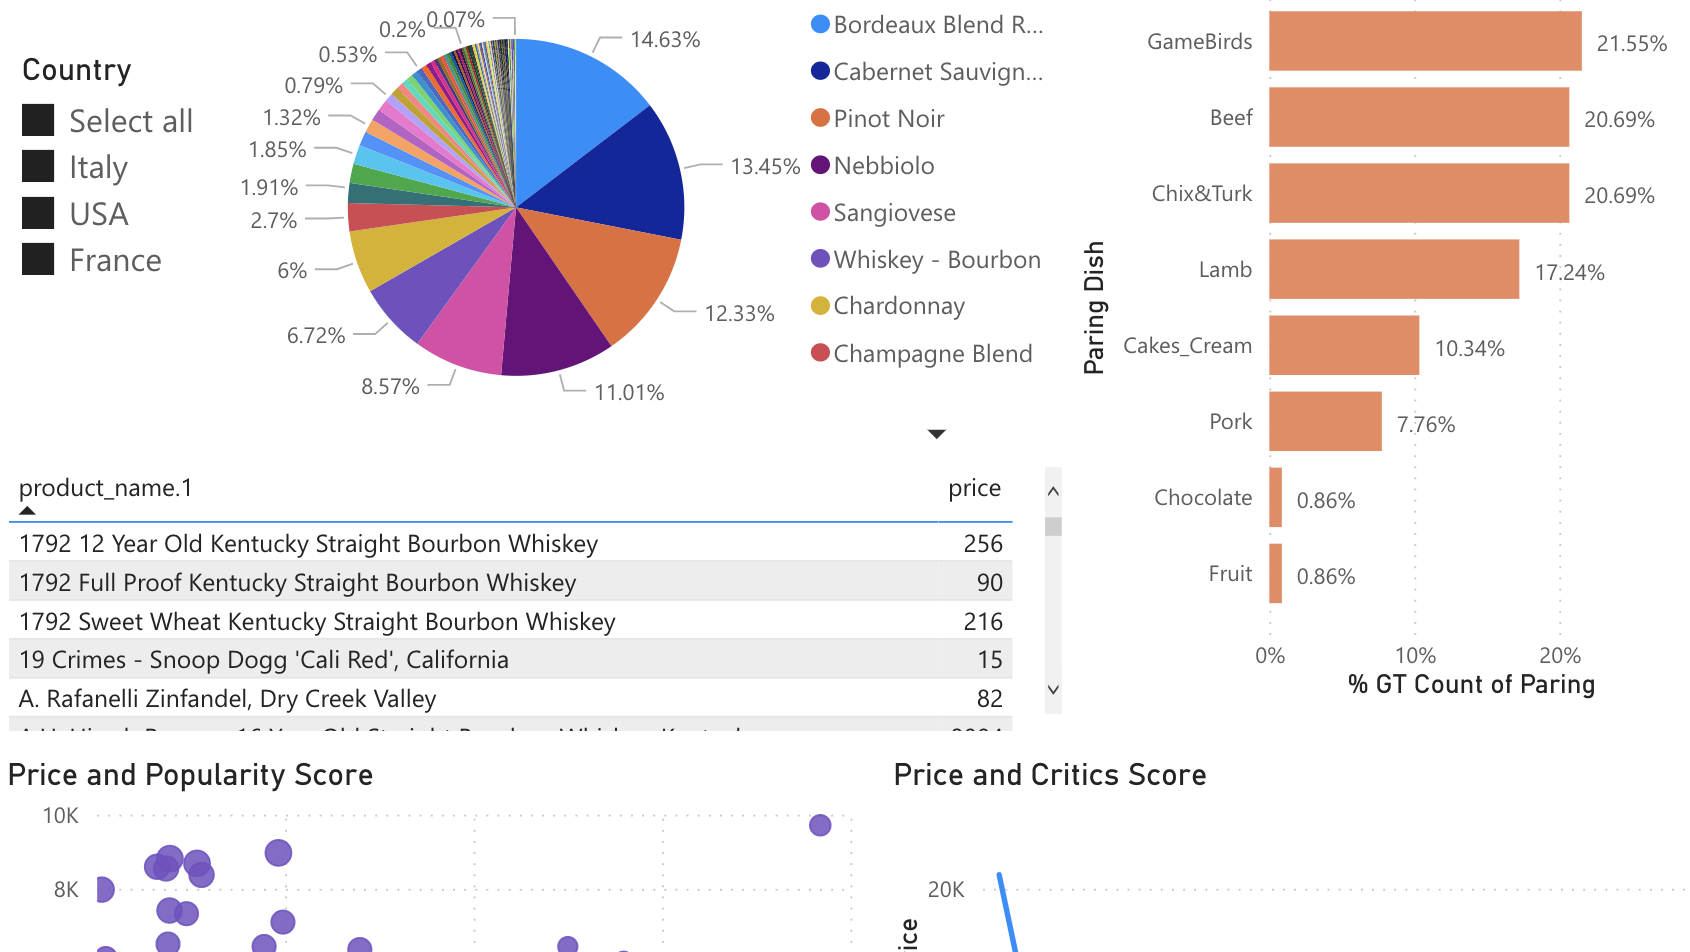 Country
Select all
Italy
USA
France
0.07%
0.2%
0.53%
0.79%
1.32%
1.85%
1.91%
2.7%
6%
6.72%
8.57%
11.01%
12.33%
13.45%
14.63%
Bordeaux Blend R...
Cabernet Sauvign...
Pinot Noir
Nebbiolo
Sangiovese
Whiskey - Bourbon
Chardonnay
Champagne Blend
Paring Dish
GameBirds 21.55%
Beef 20.69%
Chix&Turk 20.69%
Lamb 17.24%
Cakes_Cream 10.34%
Pork 7.76%
Chocolate 0.86%
Fruit 0.86%
0% 10% 20%
% GT Count of Paring
product_name.1 price
1792 12 Year Old Kentucky Straight Bourbon Whiskey 256
1792 Full Proof Kentucky Straight Bourbon Whiskey 90
1792 Sweet Wheat Kentucky Straight Bourbon Whiskey 216
19 Crimes - Snoop Dogg 'Cali Red', California 15
A. Rafanelli Zinfandel, Dry Creek Valley 82
Price and Popularity Score
10K
8K
Price and Critics Score
20K